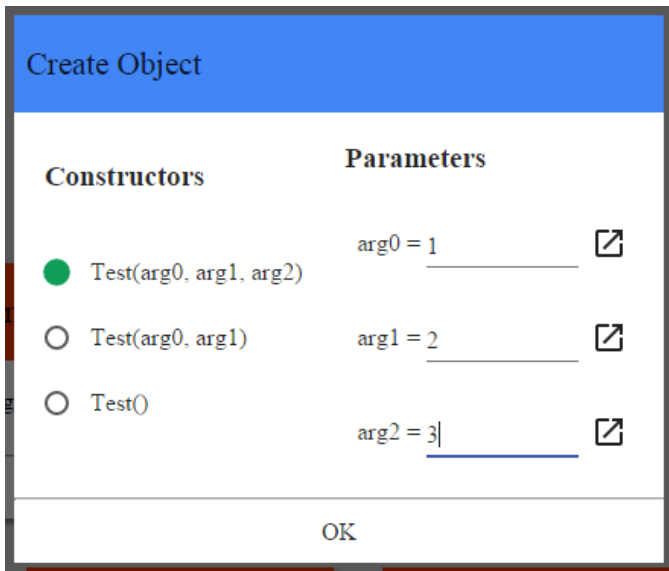 Create Object
Constructors
Test(arg0, arg1, arg2)
Test(arg0, arg1)
Test()
Parameters
arg0 = 1
arg1 = 2
arg2 = 3
OK